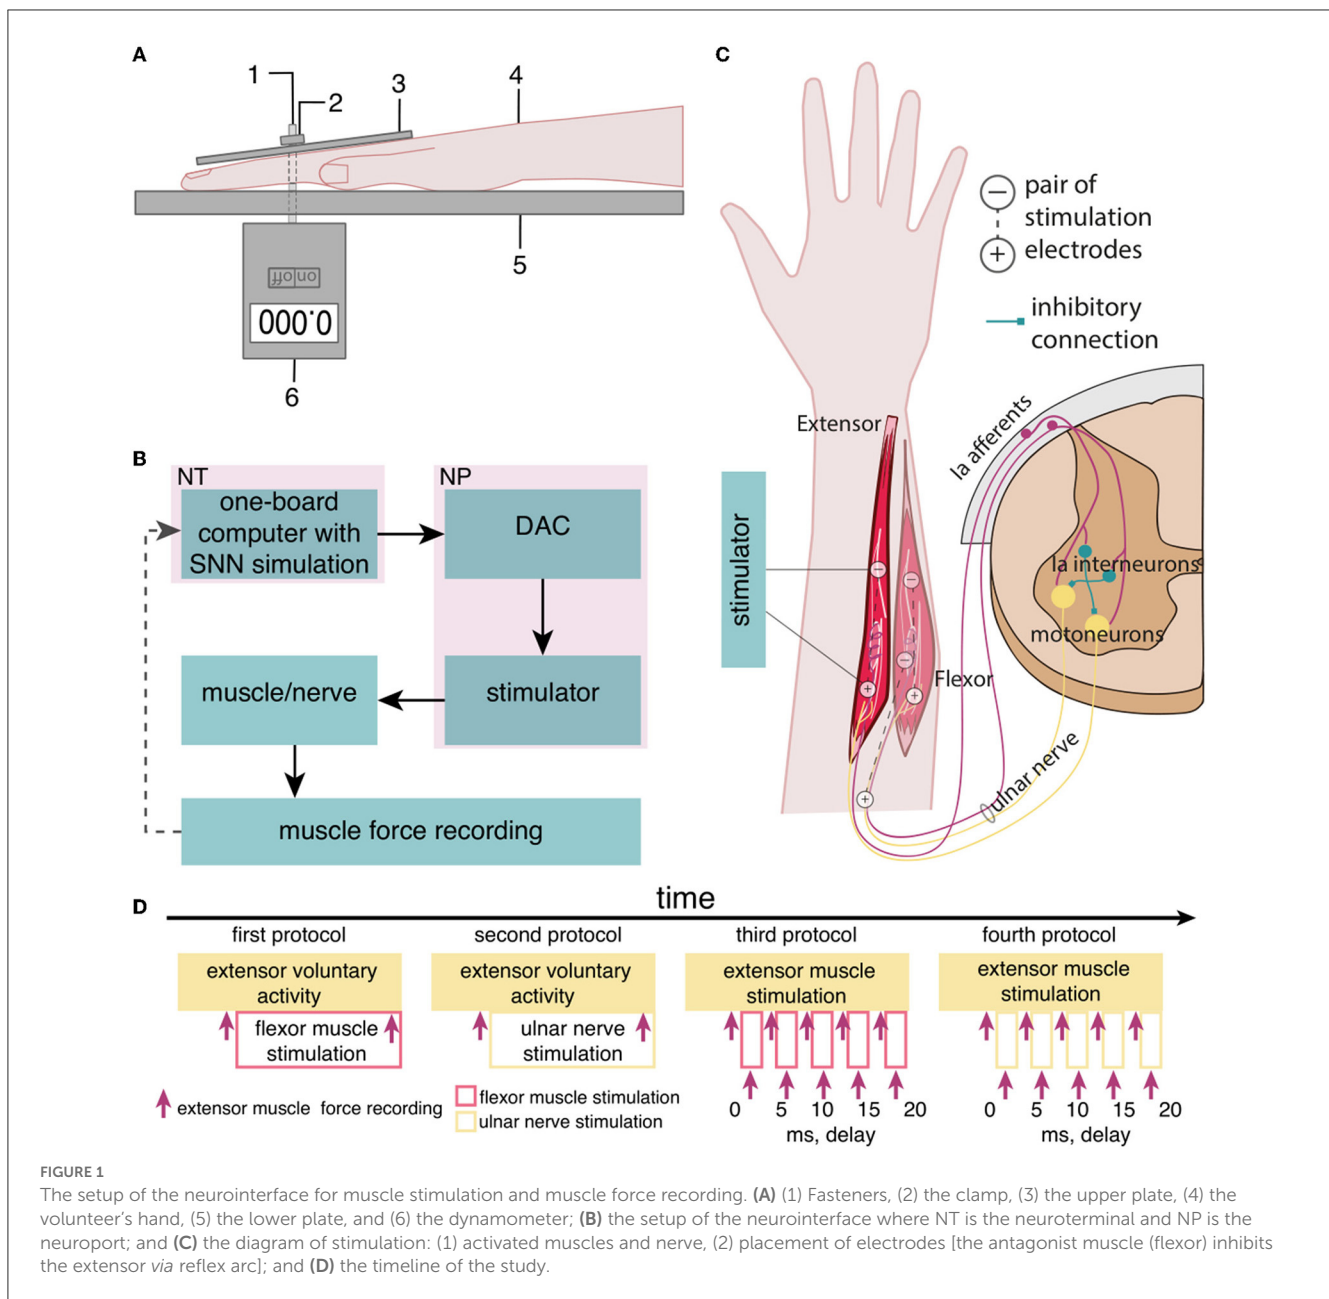 A
1
2
3
4
5
on|off
0.000
6
B
NT
one-board
computer with
SNN simulation
NP
DAC
stimulator
muscle/nerve
muscle force recording
C
pair of
stimulation
electrodes
inhibitory
connection
Extensor
Ia afferents
stimulator
Ia interneurons
motoneurons
Flexor
ulnar nerve
D
time
first protocol
second protocol
third protocol
fourth protocol
extensor voluntary
activity
flexor muscle
stimulation
extensor voluntary
activity
ulnar nerve
stimulation
extensor muscle
stimulation
extensor muscle
stimulation
extensor muscle force recording
flexor muscle stimulation
ulnar nerve stimulation
0 5 10 15 20
ms, delay
0 5 10 15 20
ms, delay
FIGURE 1
The setup of the neurointerface for muscle stimulation and muscle force recording. (A) (1) Fasteners, (2) the clamp, (3) the upper plate, (4) the
volunteer's hand, (5) the lower plate, and (6) the dynamometer; (B) the setup of the neurointerface where NT is the neuroterminal and NP is the
neuroport; and (C) the diagram of stimulation: (1) activated muscles and nerve, (2) placement of electrodes [the antagonist muscle (flexor) inhibits
the extensor via reflex arc]; and (D) the timeline of the study.